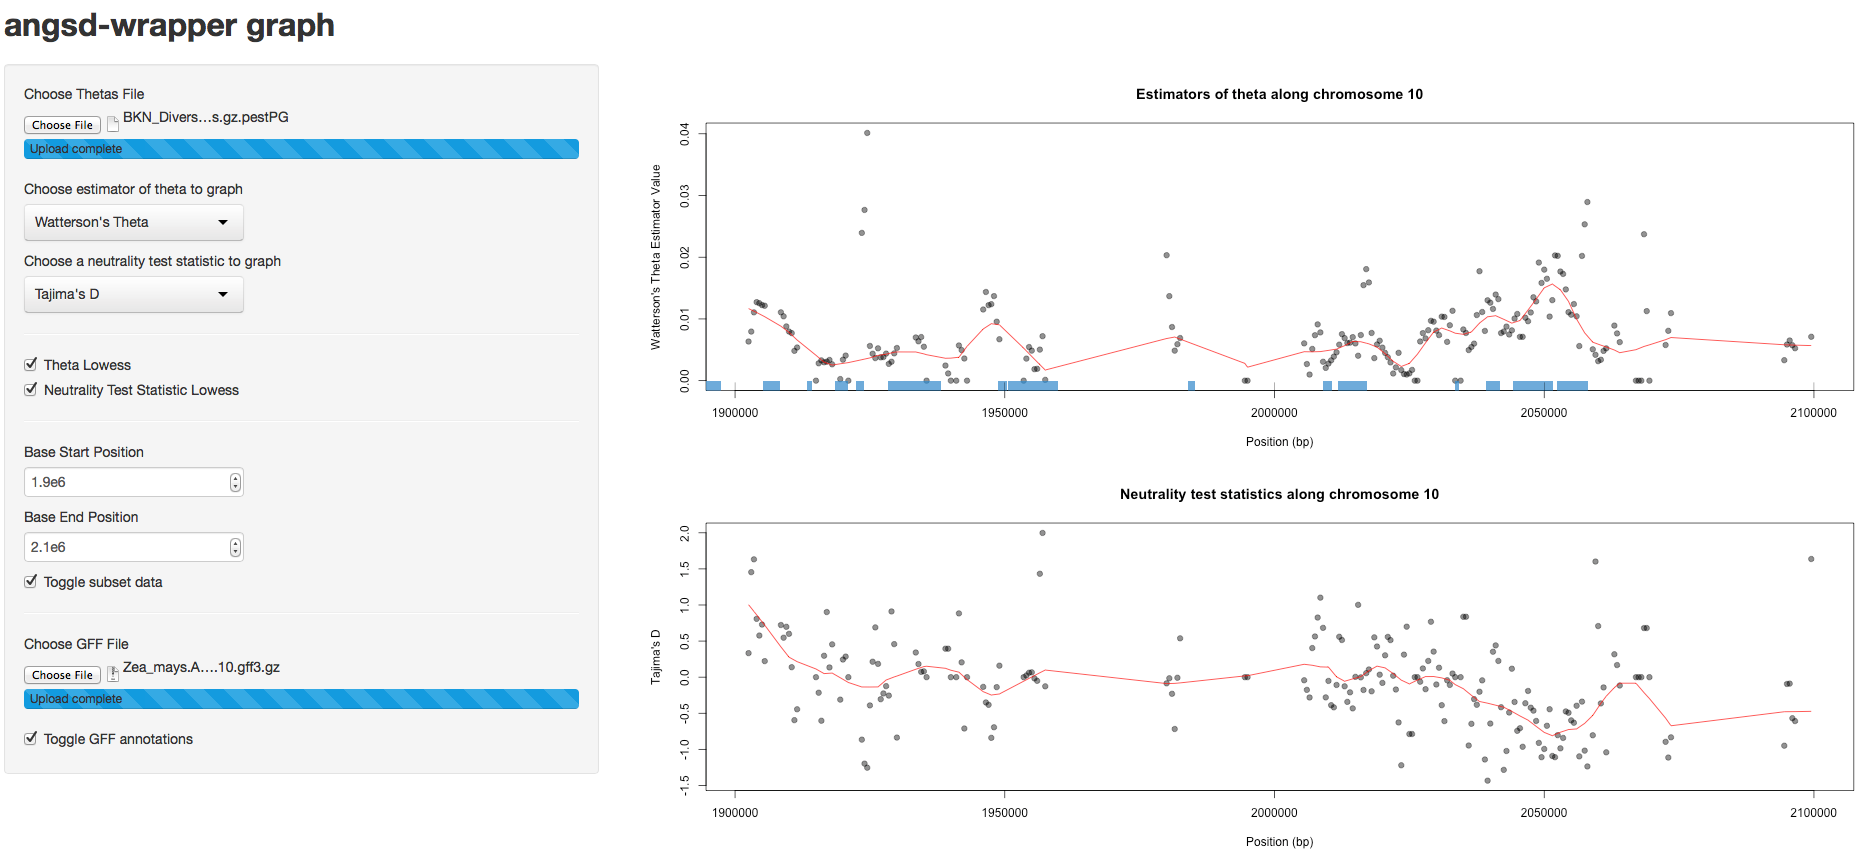 angsd-wrapper graph
Choose Thetas File
Choose File BKN_Divers...s.gz.pestPG
Upload complete
Choose estimator of theta to graph
Watterson's Theta
Choose a neutrality test statistic to graph
Tajima's D
Theta Lowess
Neutrality Test Statistic Lowess
Base Start Position
1.9e6
Base End Position
2.1e6
Toggle subset data
Choose GFF File
Choose File Zea_mays.A....10.gff3.gz
Upload complete
Toggle GFF annotations
Estimators of theta along chromosome 10
Watterson's Theta Estimator Value
0.04
0.03
0.02
0.01
0.00
1900000 1950000 2000000 2050000 2100000
Position (bp)
Neutrality test statistics along chromosome 10
Tajima's D
2.0
1.5
1.0
0.5
0.0
-0.5
-1.0
-1.5
1900000 1950000 2000000 2050000 2100000
Position (bp)